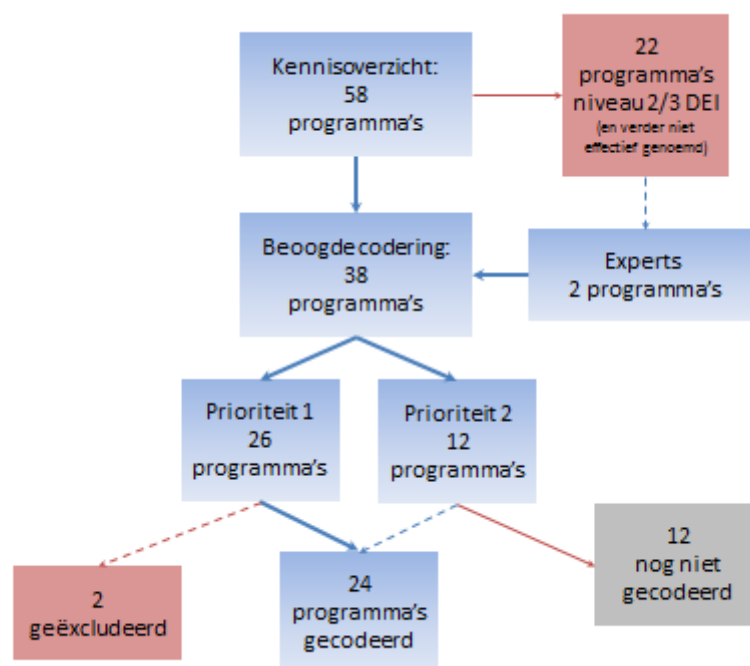 Kennisoverzicht:
58
programma's
22
programma's
niveau 2/3 DEI
(en verder niet
effectief genoemd)
Beoogde codering:
38
programma's
Experts
2 programma's
Prioriteit 1
26
programma's
Prioriteit 2
12
programma's
2
geëxcludeerd
24
programma's
gecodeerd
12
nog niet
gecodeerd